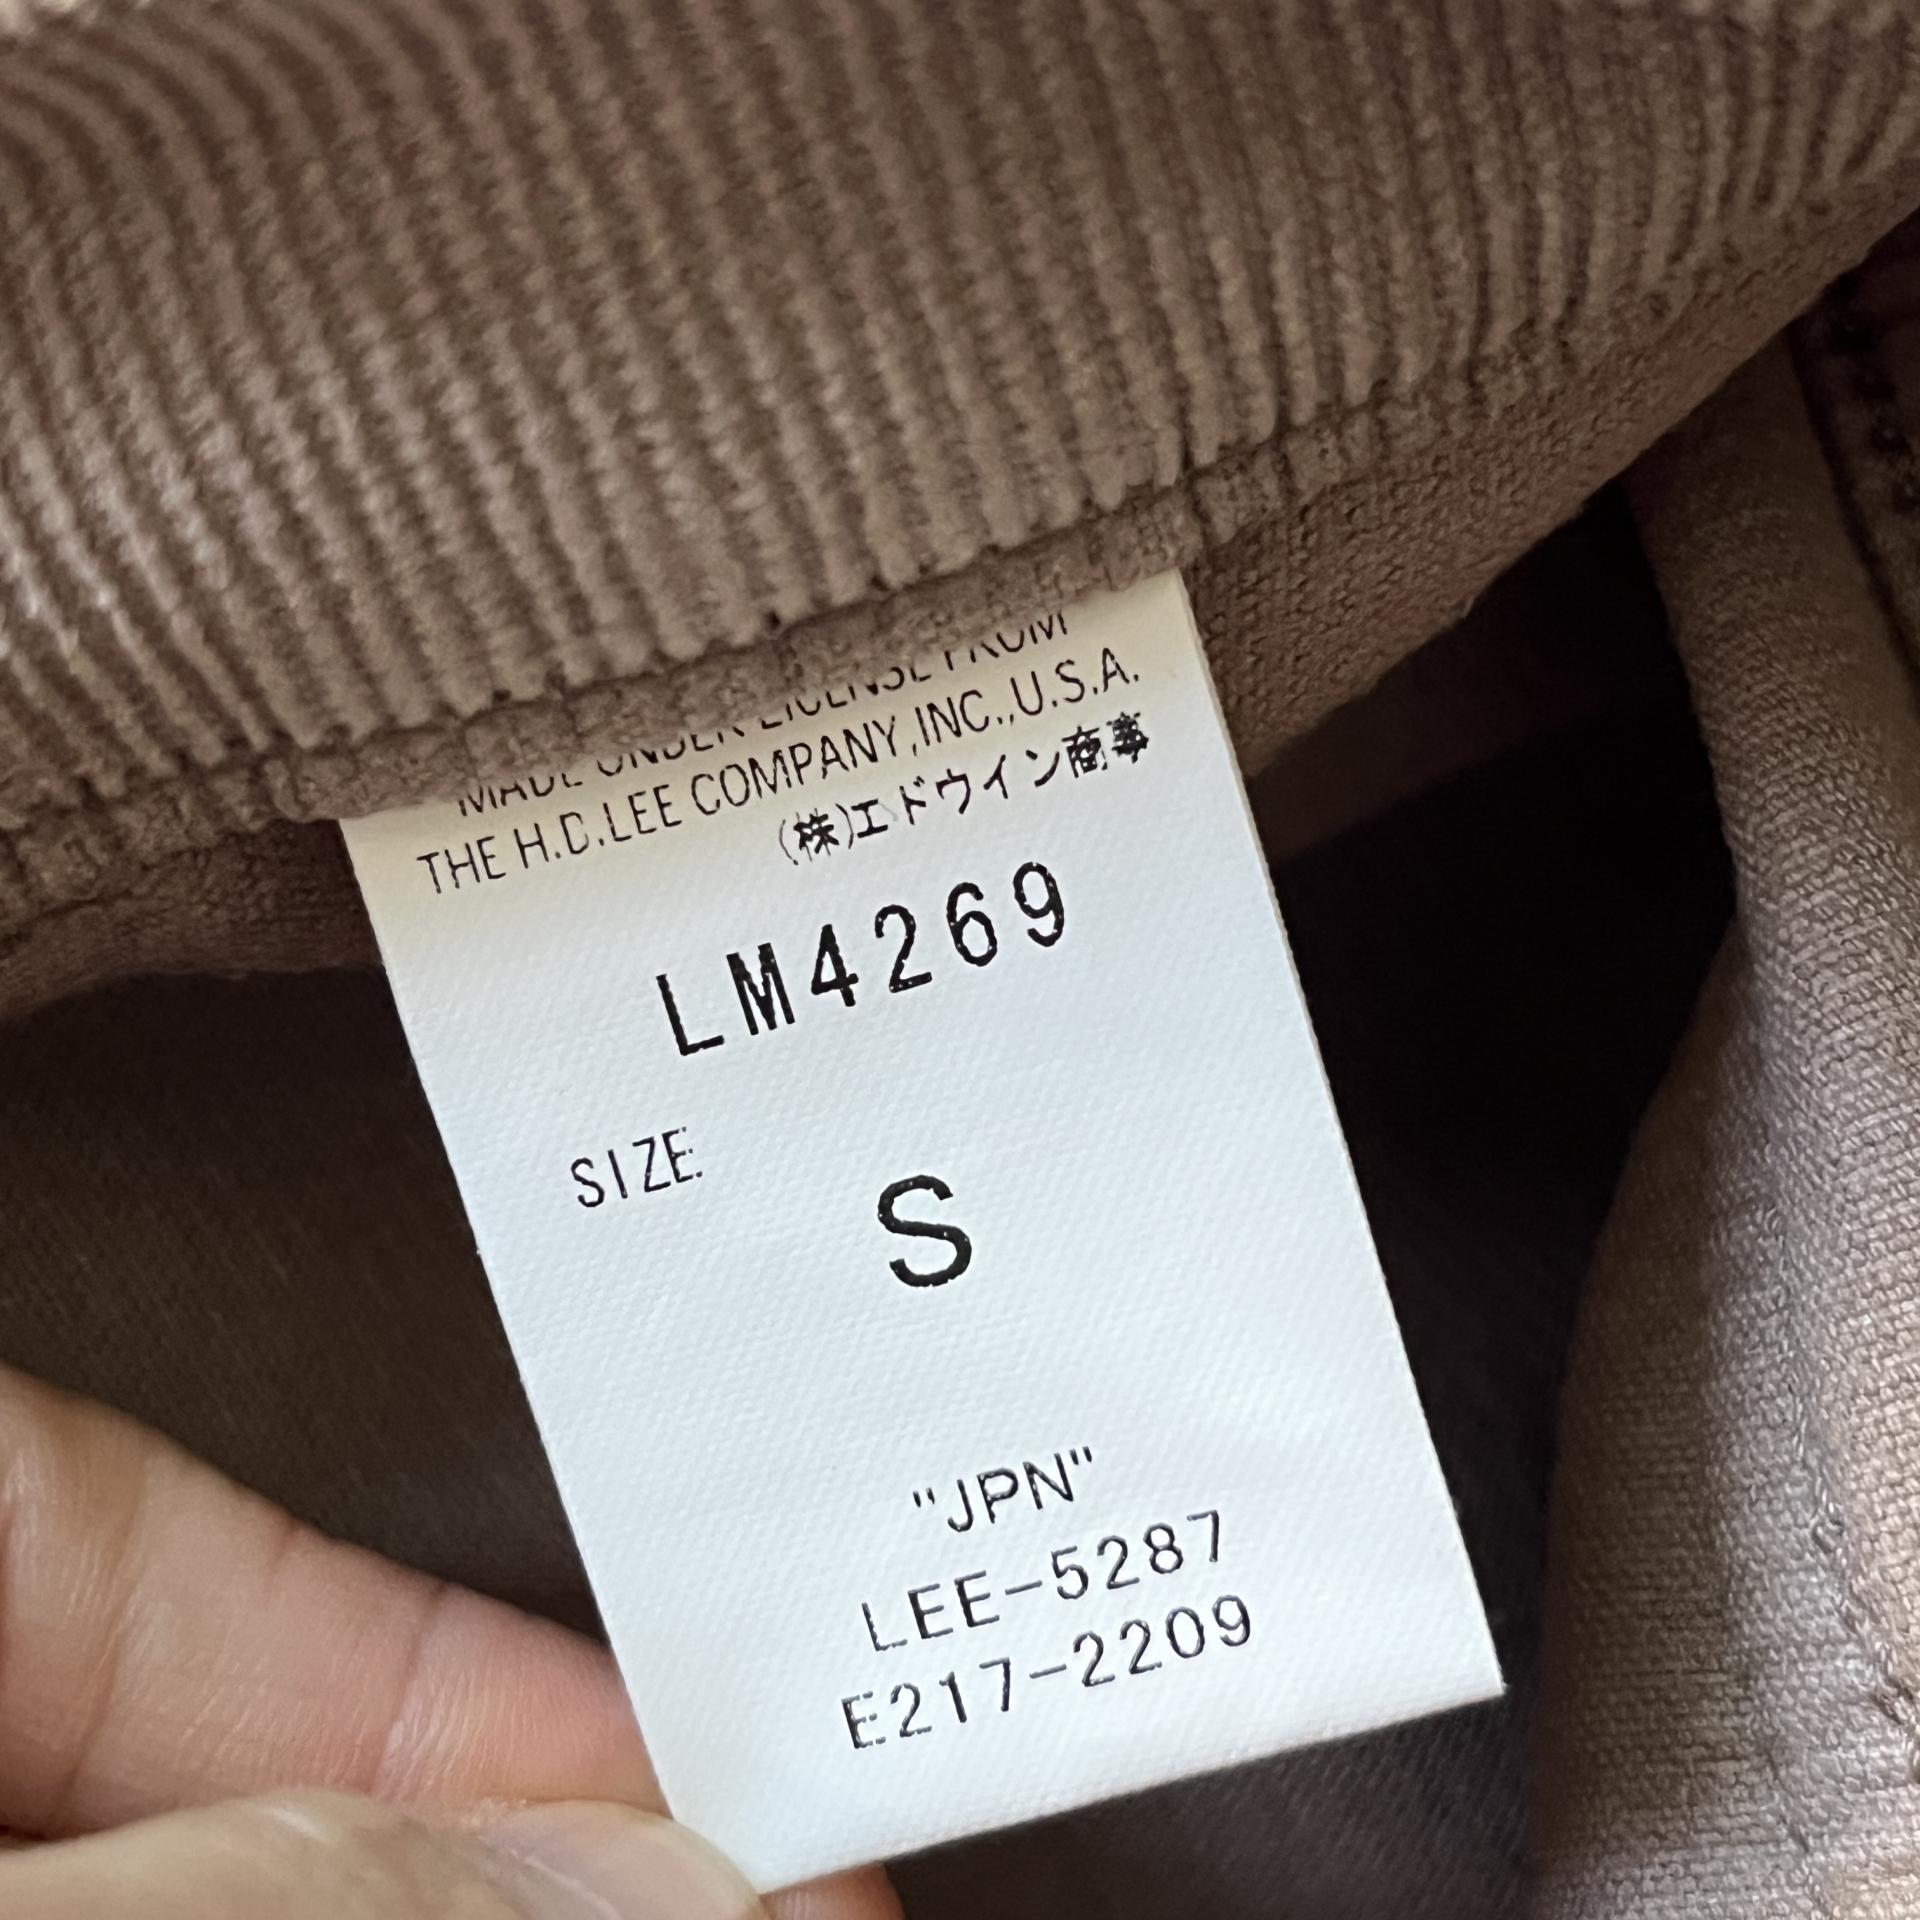 MADE UNDER LICENSE FROM
THE H.D.LEE COMPANY,INC.,U.S.A.
(株)エドウイン商事
LM4269
SIZE
S
"JPN"
LEE-5287
E217-2209